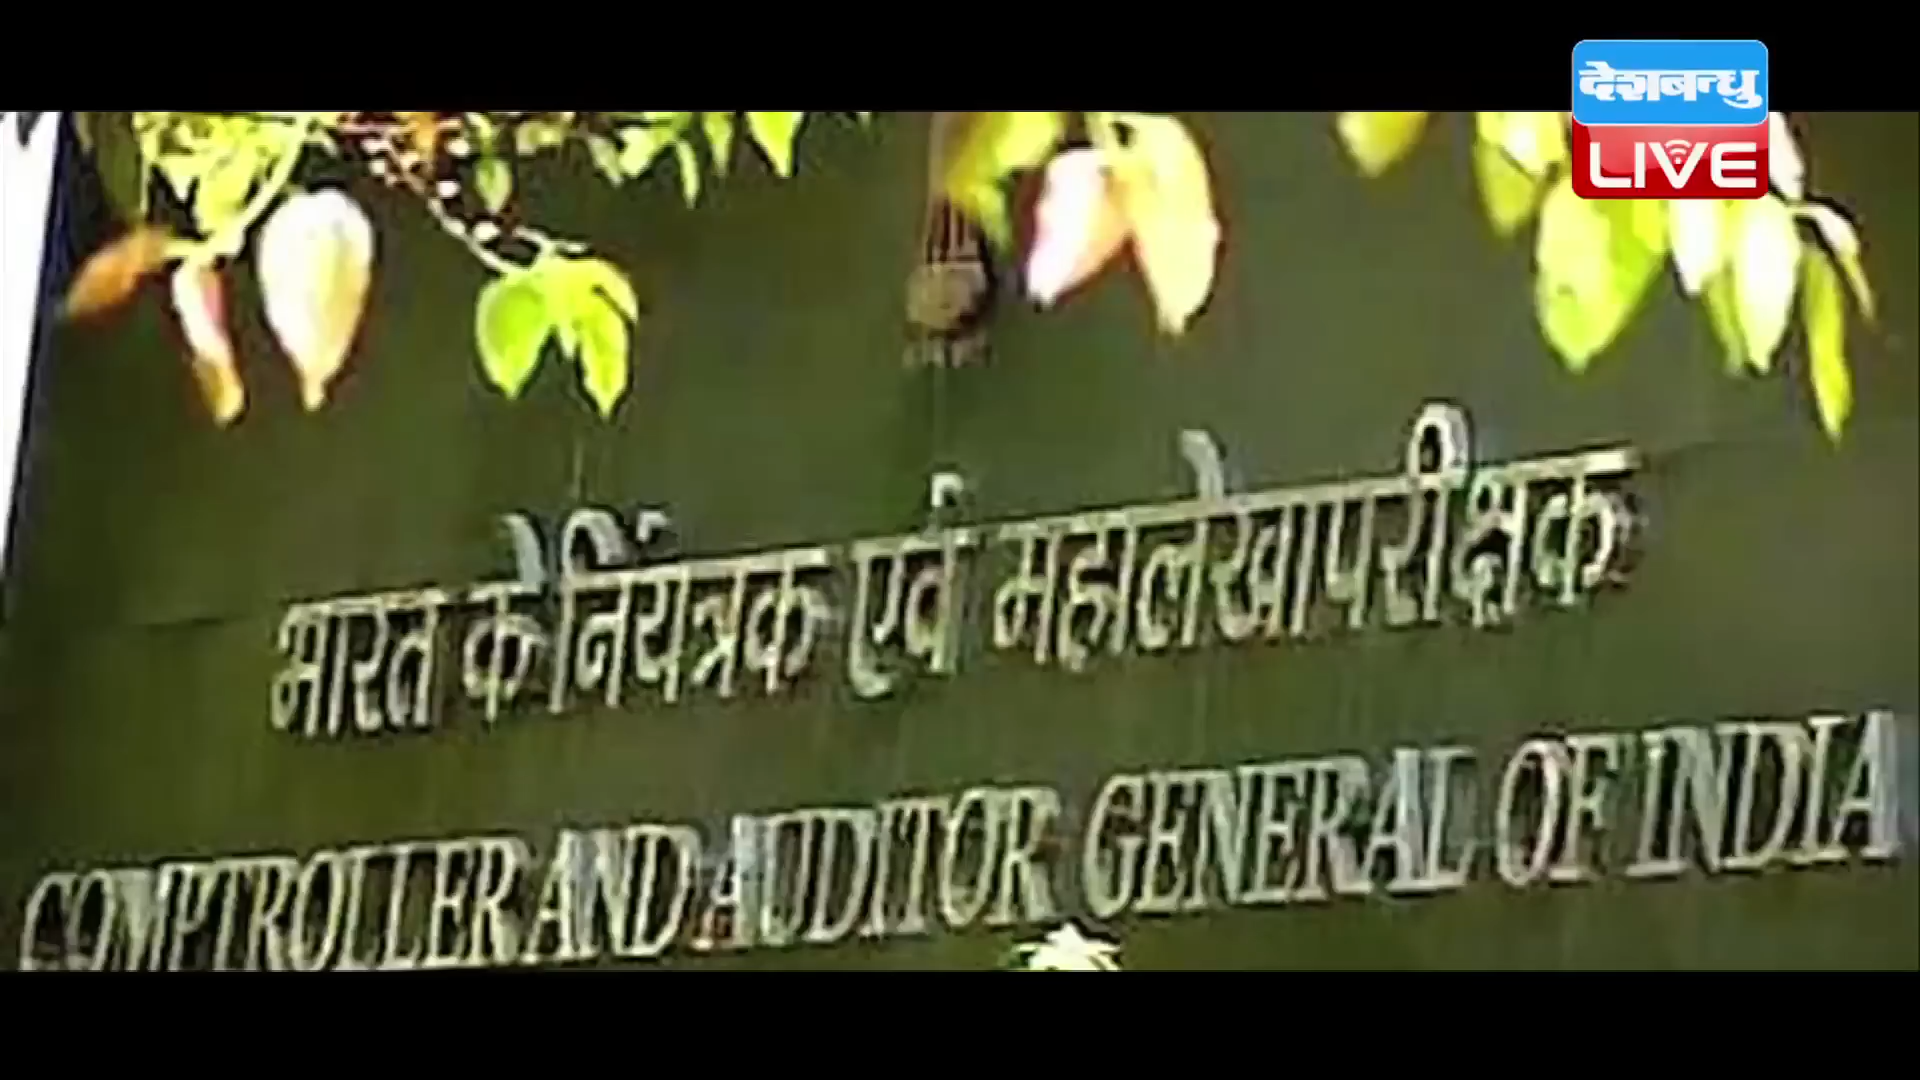 देशबन्धु
LIVE
भारत के नियंत्रक एवं महालेखापरीक्षक
COMPTROLLER AND AUDITOR GENERAL OF INDIA